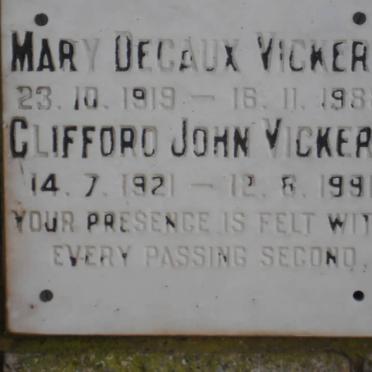 MARY DECAUX VICKER
23. 10. 1919 — 16. 11. 198
CLIFFORD JOHN VICKER
14. 7. 1921 — 12. 8. 199
YOUR PRESENCE IS FELT WIT
EVERY PASSING SECOND.